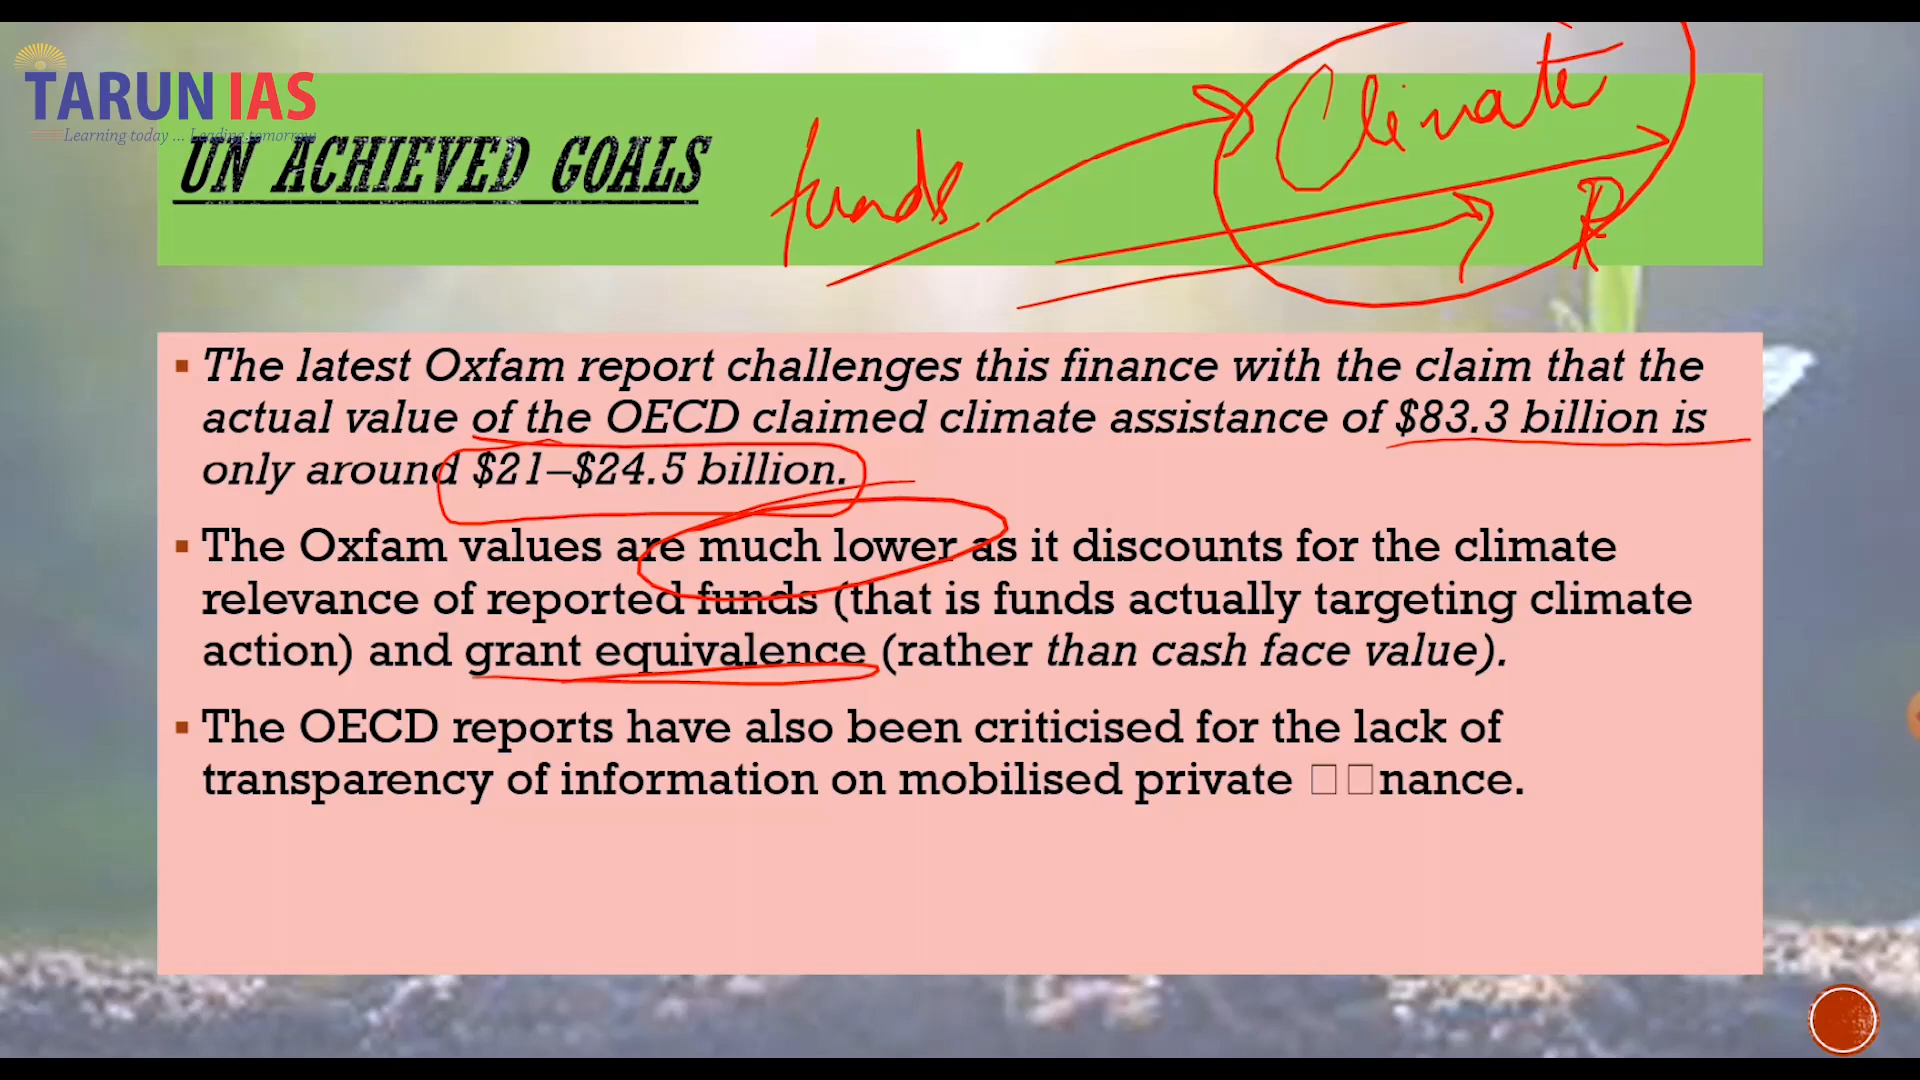 TARUN IAS
Learning today ... Leading tomorrow
UN ACHIEVED GOALS
funds
Climate
The latest Oxfam report challenges this finance with the claim that the
actual value of the OECD claimed climate assistance of $83.3 billion is
only around $21–$24.5 billion.
The Oxfam values are much lower as it discounts for the climate
relevance of reported funds (that is funds actually targeting climate
action) and grant equivalence (rather than cash face value).
The OECD reports have also been criticised for the lack of
transparency of information on mobilised private □□nance.